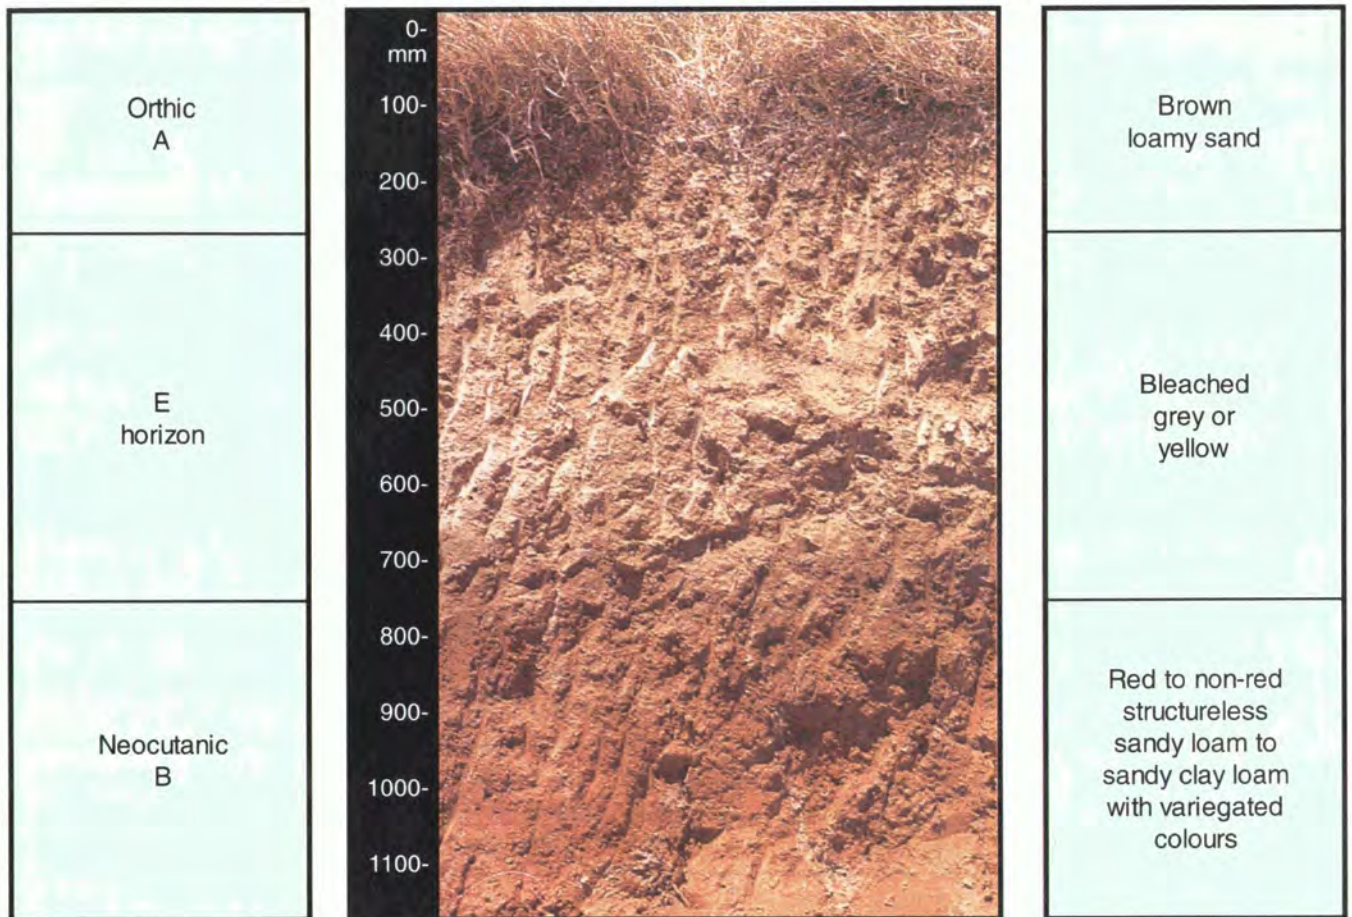 Orthic
A
E
horizon
Neocutanic
B
0-
mm
100-
200-
300-
400-
500-
600-
700-
800-
900-
1000-
1100-
Brown
loamy sand
Bleached
grey or
yellow
Red to non-red
structureless
sandy loam to
sandy clay loam
with variegated
colours